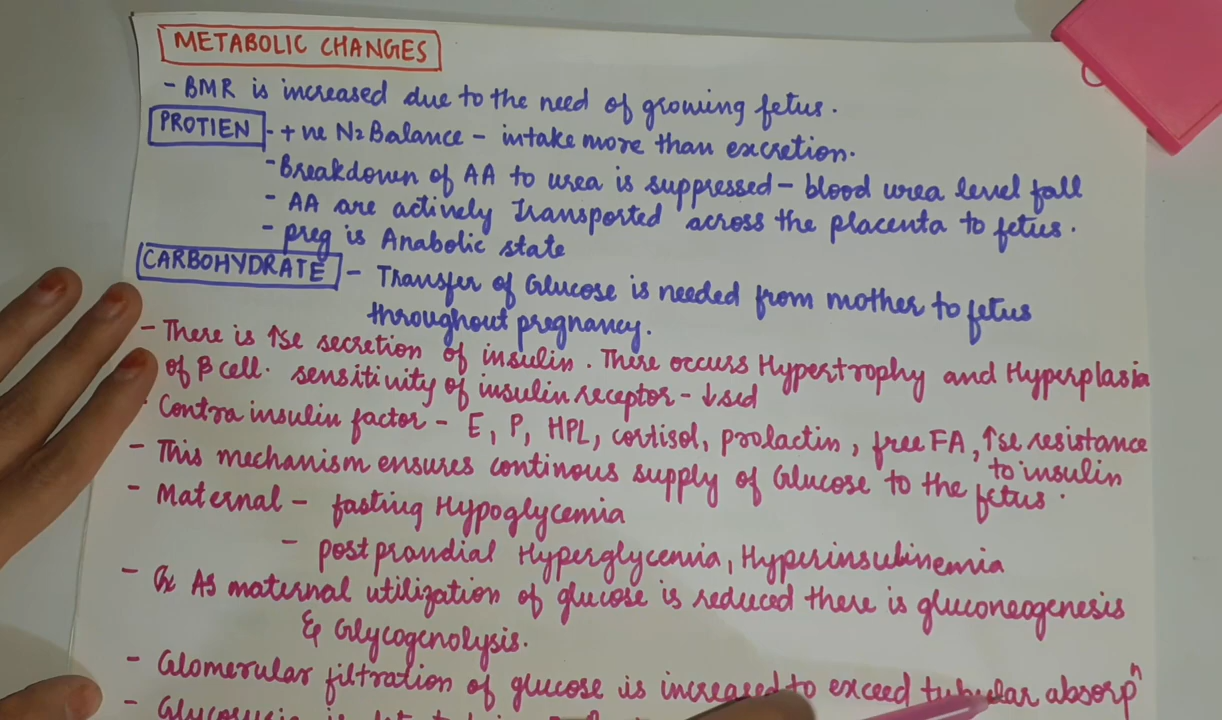 METABOLIC CHANGES
- BMR is increased due to the need of growing fetus.
PROTIEN - +ve N2 Balance - intake more than excretion.
- Breakdown of AA to urea is suppressed - blood urea level fall
- AA are actively Transported across the placenta to fetus.
- preg is Anabolic state
CARBOHYDRATE - Transfer of Glucose is needed from mother to fetus
throughout pregnancy.
- There is ↑se secretion of insulin. There occurs Hypertrophy and Hyperplasia
of β cell. sensitivity of insulin receptor - ↓sed
- Contra insulin factor - E, P, HPL, cortisol, prolactin, free FA, ↑se resistance
to insulin
- This mechanism ensures continous supply of Glucose to the fetus.
- Maternal - fasting Hypoglycemia
- postprandial Hyperglycemia, Hyperinsulinemia
- As maternal utilization of glucose is reduced there is gluconeogenesis
& Glycogenolysis.
- Glomerular filtration of glucose is increased to exceed tubular absorpⁿ